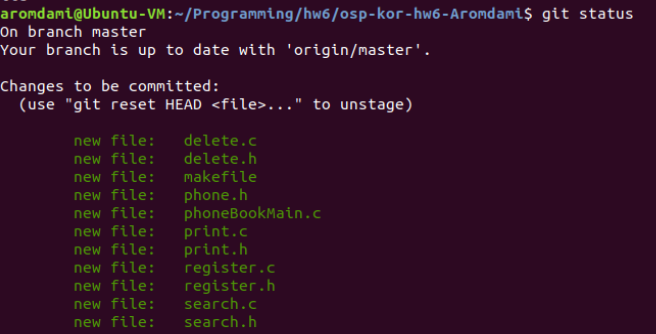 aromdami@Ubuntu-VM:~/Programming/hw6/osp-kor-hw6-Aromdami$ git status
On branch master
Your branch is up to date with 'origin/master'.

Changes to be committed:
  (use "git reset HEAD <file>..." to unstage)

        new file:   delete.c
        new file:   delete.h
        new file:   makefile
        new file:   phone.h
        new file:   phoneBookMain.c
        new file:   print.c
        new file:   print.h
        new file:   register.c
        new file:   register.h
        new file:   search.c
        new file:   search.h